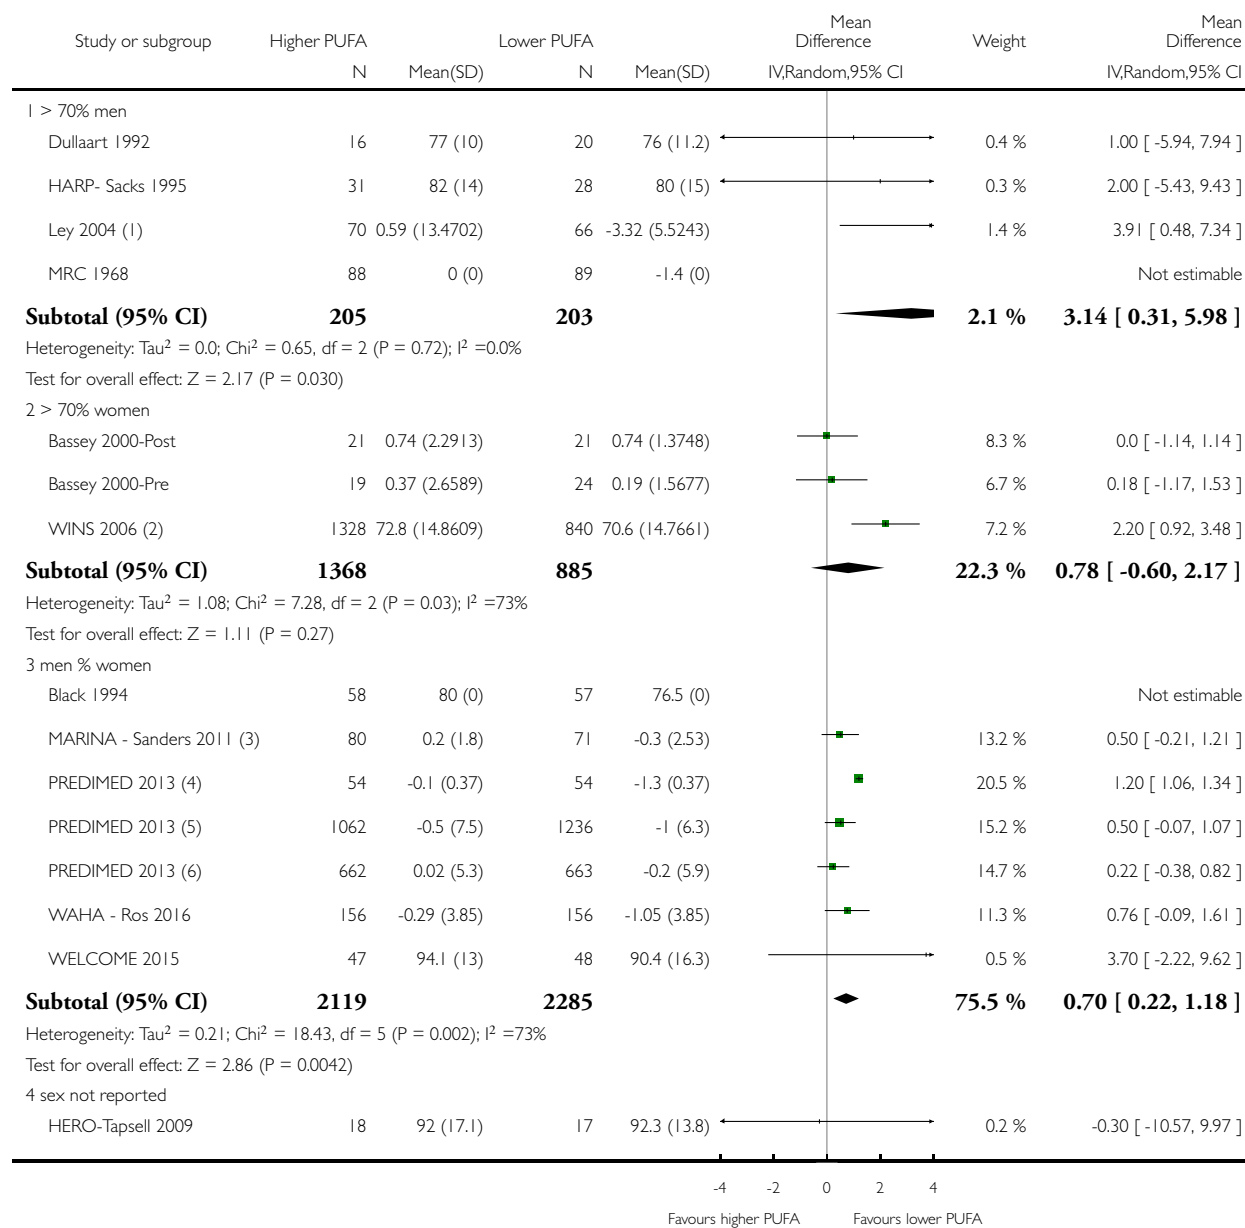 Study or subgroup Higher PUFA Lower PUFA Mean Difference Weight Mean Difference
N Mean(SD) N Mean(SD) IV,Random,95% CI IV,Random,95% CI
1 > 70% men
Dullaart 1992 16 77 (10) 20 76 (11.2) 0.4 % 1.00 [ -5.94, 7.94 ]
HARP- Sacks 1995 31 82 (14) 28 80 (15) 0.3 % 2.00 [ -5.43, 9.43 ]
Ley 2004 (1) 70 0.59 (13.4702) 66 -3.32 (5.5243) 1.4 % 3.91 [ 0.48, 7.34 ]
MRC 1968 88 0 (0) 89 -1.4 (0) Not estimable
Subtotal (95% CI) 205 203 2.1 % 3.14 [ 0.31, 5.98 ]
Heterogeneity: Tau² = 0.0; Chi² = 0.65, df = 2 (P = 0.72); I² =0.0%
Test for overall effect: Z = 2.17 (P = 0.030)
2 > 70% women
Bassey 2000-Post 21 0.74 (2.2913) 21 0.74 (1.3748) 8.3 % 0.0 [ -1.14, 1.14 ]
Bassey 2000-Pre 19 0.37 (2.6589) 24 0.19 (1.5677) 6.7 % 0.18 [ -1.17, 1.53 ]
WINS 2006 (2) 1328 72.8 (14.8609) 840 70.6 (14.7661) 7.2 % 2.20 [ 0.92, 3.48 ]
Subtotal (95% CI) 1368 885 22.3 % 0.78 [ -0.60, 2.17 ]
Heterogeneity: Tau² = 1.08; Chi² = 7.28, df = 2 (P = 0.03); I² =73%
Test for overall effect: Z = 1.11 (P = 0.27)
3 men % women
Black 1994 58 80 (0) 57 76.5 (0) Not estimable
MARINA - Sanders 2011 (3) 80 0.2 (1.8) 71 -0.3 (2.53) 13.2 % 0.50 [ -0.21, 1.21 ]
PREDIMED 2013 (4) 54 -0.1 (0.37) 54 -1.3 (0.37) 20.5 % 1.20 [ 1.06, 1.34 ]
PREDIMED 2013 (5) 1062 -0.5 (7.5) 1236 -1 (6.3) 15.2 % 0.50 [ -0.07, 1.07 ]
PREDIMED 2013 (6) 662 0.02 (5.3) 663 -0.2 (5.9) 14.7 % 0.22 [ -0.38, 0.82 ]
WAHA - Ros 2016 156 -0.29 (3.85) 156 -1.05 (3.85) 11.3 % 0.76 [ -0.09, 1.61 ]
WELCOME 2015 47 94.1 (13) 48 90.4 (16.3) 0.5 % 3.70 [ -2.22, 9.62 ]
Subtotal (95% CI) 2119 2285 75.5 % 0.70 [ 0.22, 1.18 ]
Heterogeneity: Tau² = 0.21; Chi² = 18.43, df = 5 (P = 0.002); I² =73%
Test for overall effect: Z = 2.86 (P = 0.0042)
4 sex not reported
HERO-Tapsell 2009 18 92 (17.1) 17 92.3 (13.8) 0.2 % -0.30 [ -10.57, 9.97 ]
-4 -2 0 2 4
Favours higher PUFA Favours lower PUFA